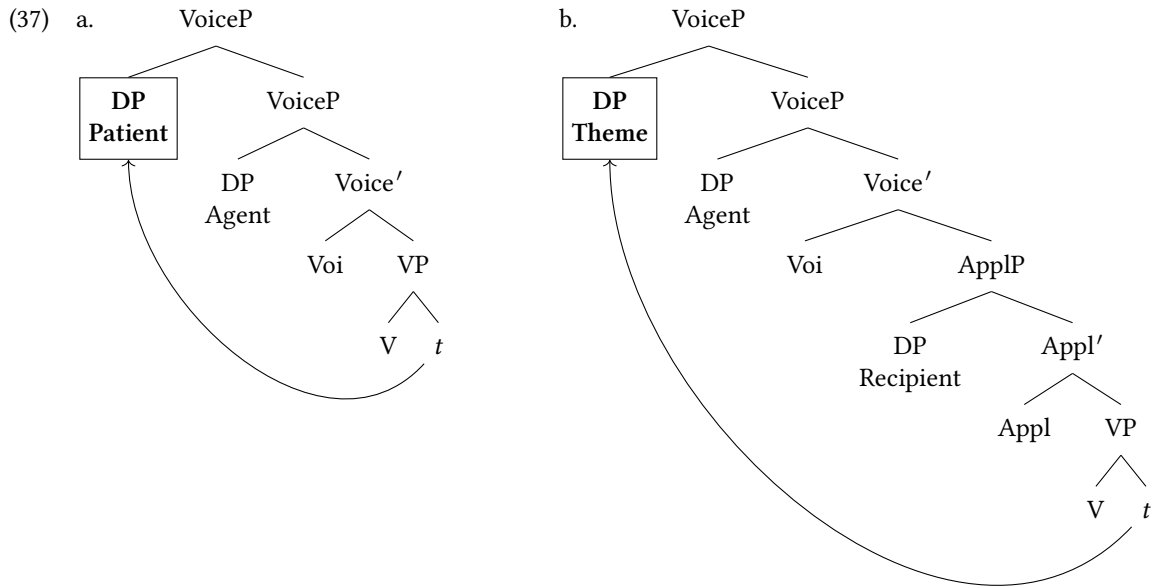 (37) a. VoiceP b. VoiceP
DP DP
Patient VoiceP Theme VoiceP
DP Voice′ DP Voice′
Agent Agent
Voi VP Voi ApplP
V t DP Appl′
Recipient
Appl VP
V t